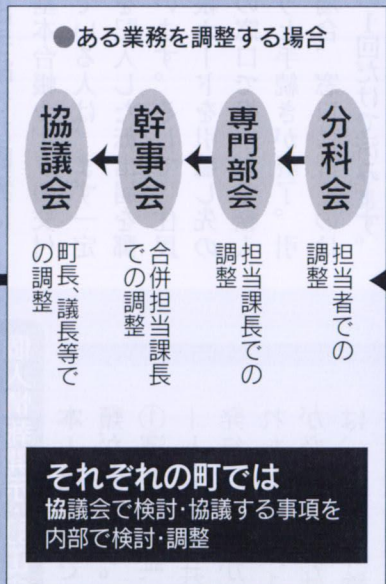 ●ある業務を調整する場合
分科会
専門部会
幹事会
協議会
担当者での
調整
担当課長での
調整
合併担当課長
での調整
町長、議長等で
の調整
それぞれの町では
協議会で検討・協議する事項を
内部で検討・調整